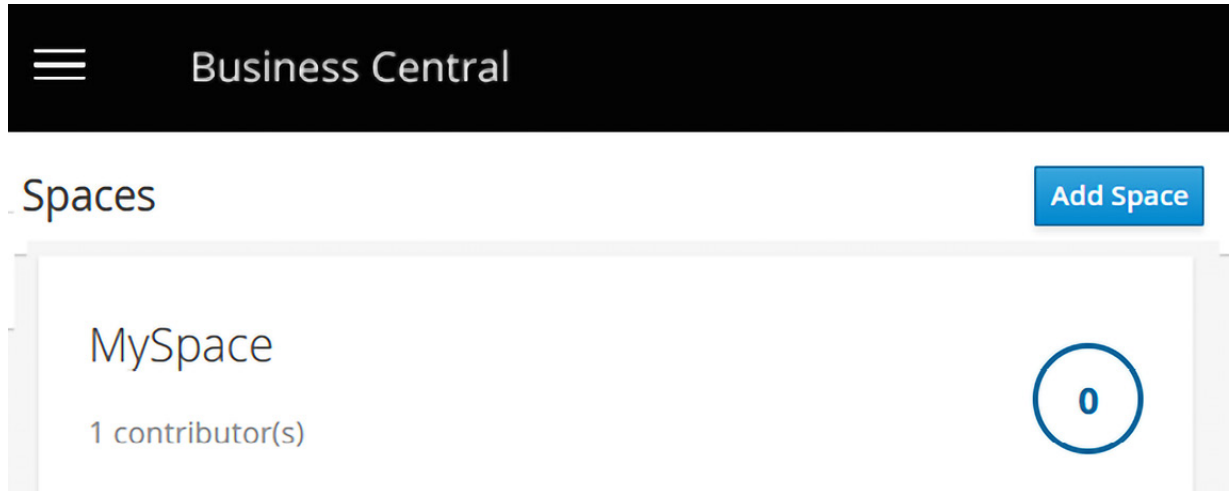 Business Central
Spaces
Add Space
MySpace
0
1 contributor(s)